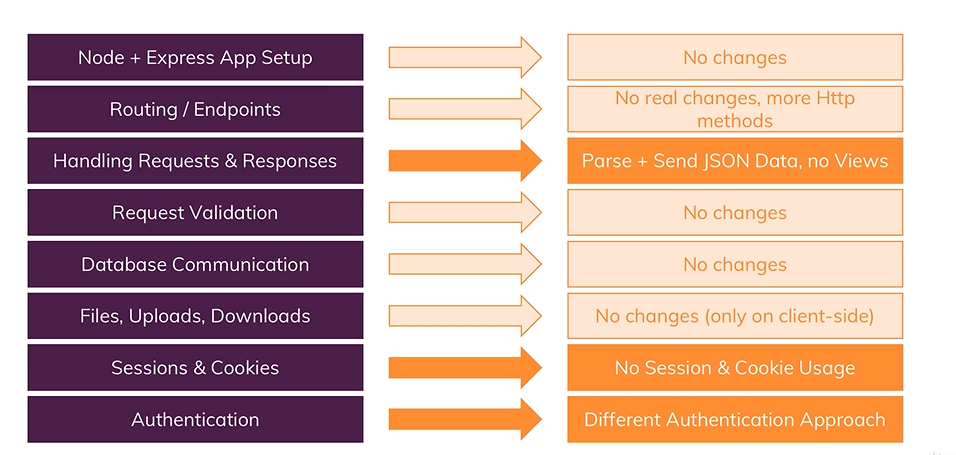 Node + Express App Setup
No changes
Routing / Endpoints
No real changes, more Http
methods
Handling Requests & Responses
Parse + Send JSON Data, no Views
Request Validation
No changes
Database Communication
No changes
Files, Uploads, Downloads
No changes (only on client-side)
Sessions & Cookies
No Session & Cookie Usage
Authentication
Different Authentication Approach